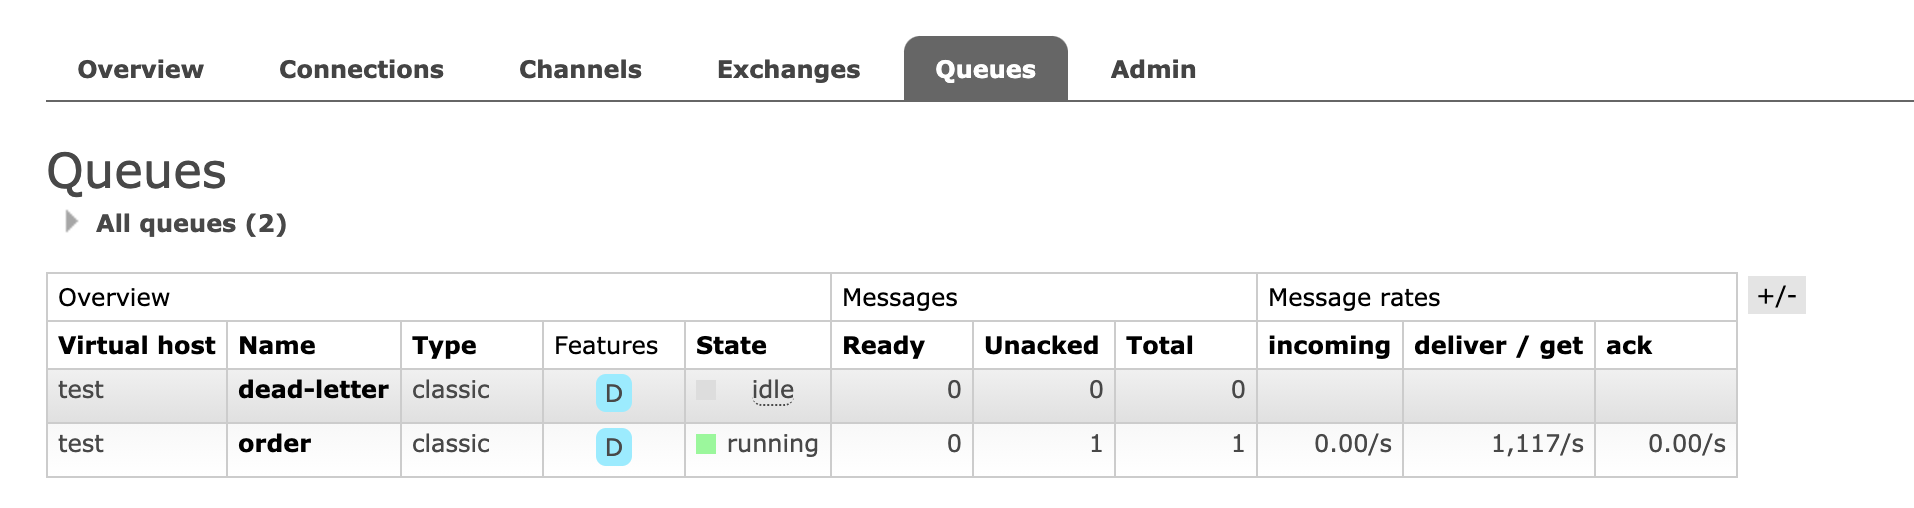 Overview Connections Channels Exchanges Queues Admin
Queues
All queues (2)
Overview Messages Message rates +/-
Virtual host Name Type Features State Ready Unacked Total incoming deliver / get ack
test dead-letter classic D idle 0 0 0
test order classic D running 0 1 1 0.00/s 1,117/s 0.00/s